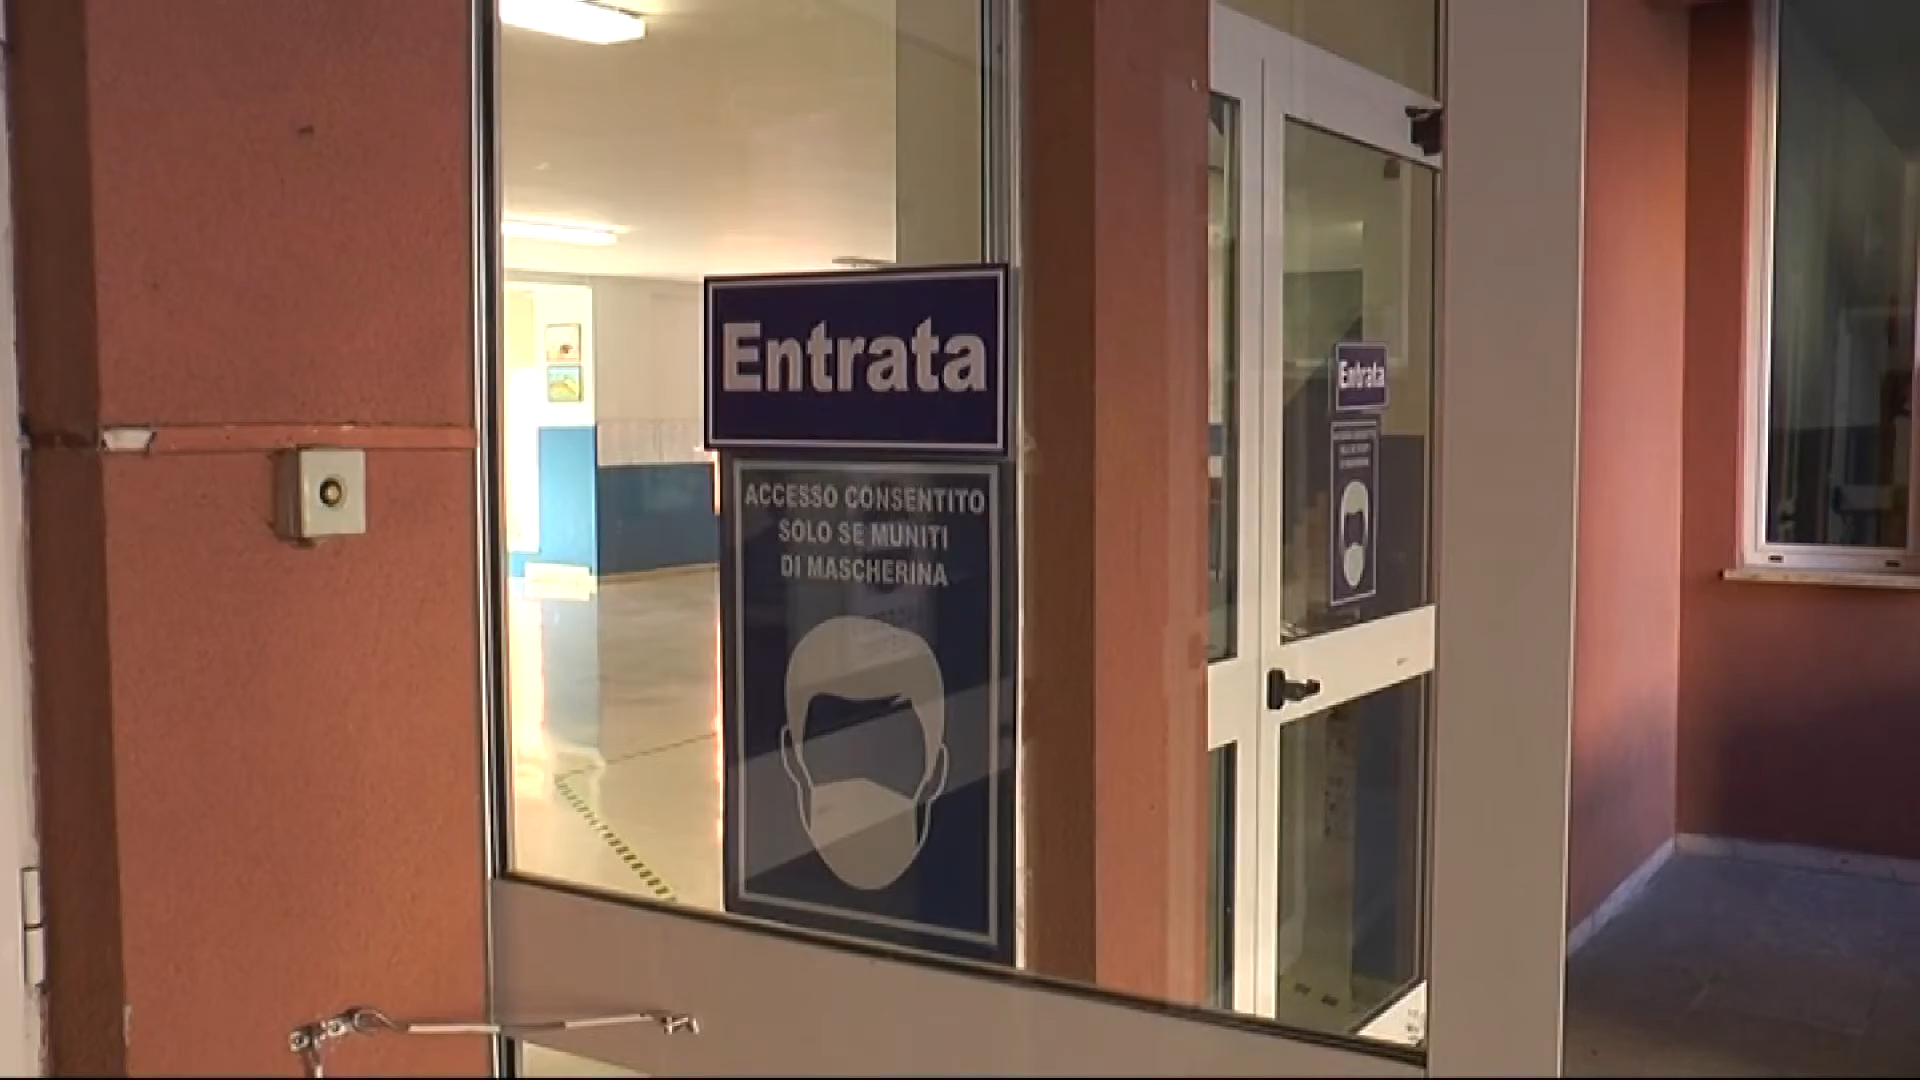 Entrata
ACCESSO CONSENTITO
SOLO SE MUNITI
DI MASCHERINA
Entrata